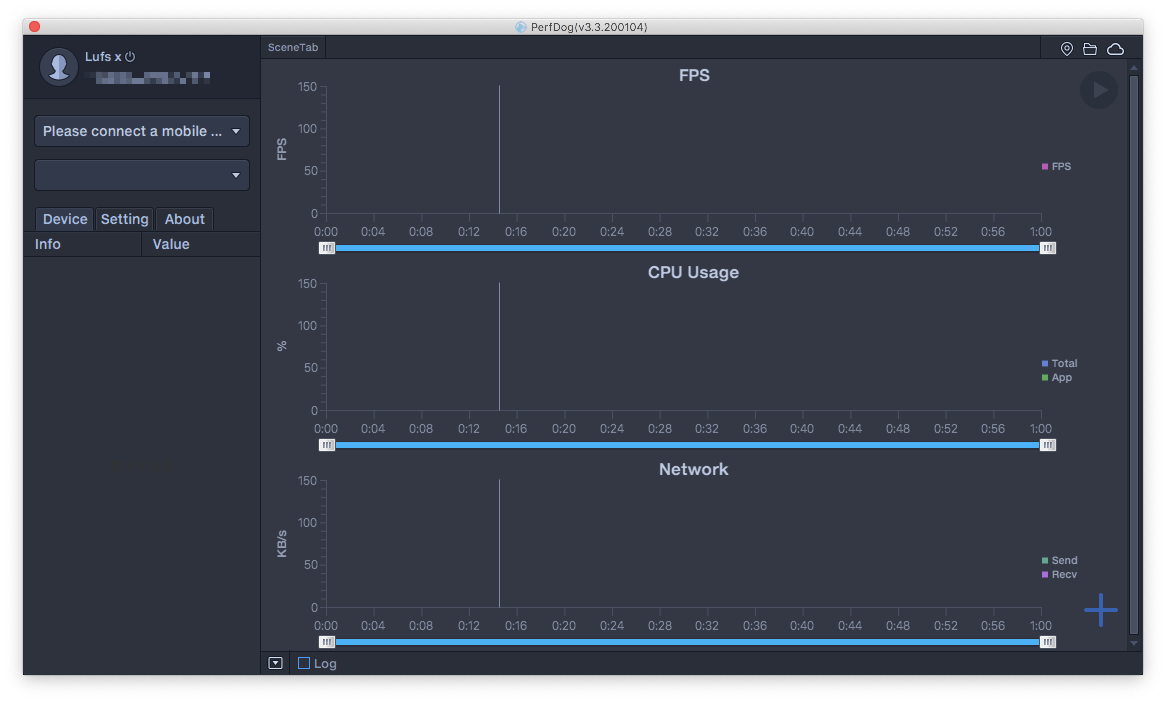 PerfDog(v3.3.200104)
Lufs x
SceneTab
Please connect a mobile ...
Device Setting About
Info Value
FPS
150
100
50
0
FPS
FPS
0:00 0:04 0:08 0:12 0:16 0:20 0:24 0:28 0:32 0:36 0:40 0:44 0:48 0:52 0:56 1:00
CPU Usage
150
100
50
0
%
Total
App
0:00 0:04 0:08 0:12 0:16 0:20 0:24 0:28 0:32 0:36 0:40 0:44 0:48 0:52 0:56 1:00
Network
150
100
50
0
KB/s
Send
Recv
0:00 0:04 0:08 0:12 0:16 0:20 0:24 0:28 0:32 0:36 0:40 0:44 0:48 0:52 0:56 1:00
Log